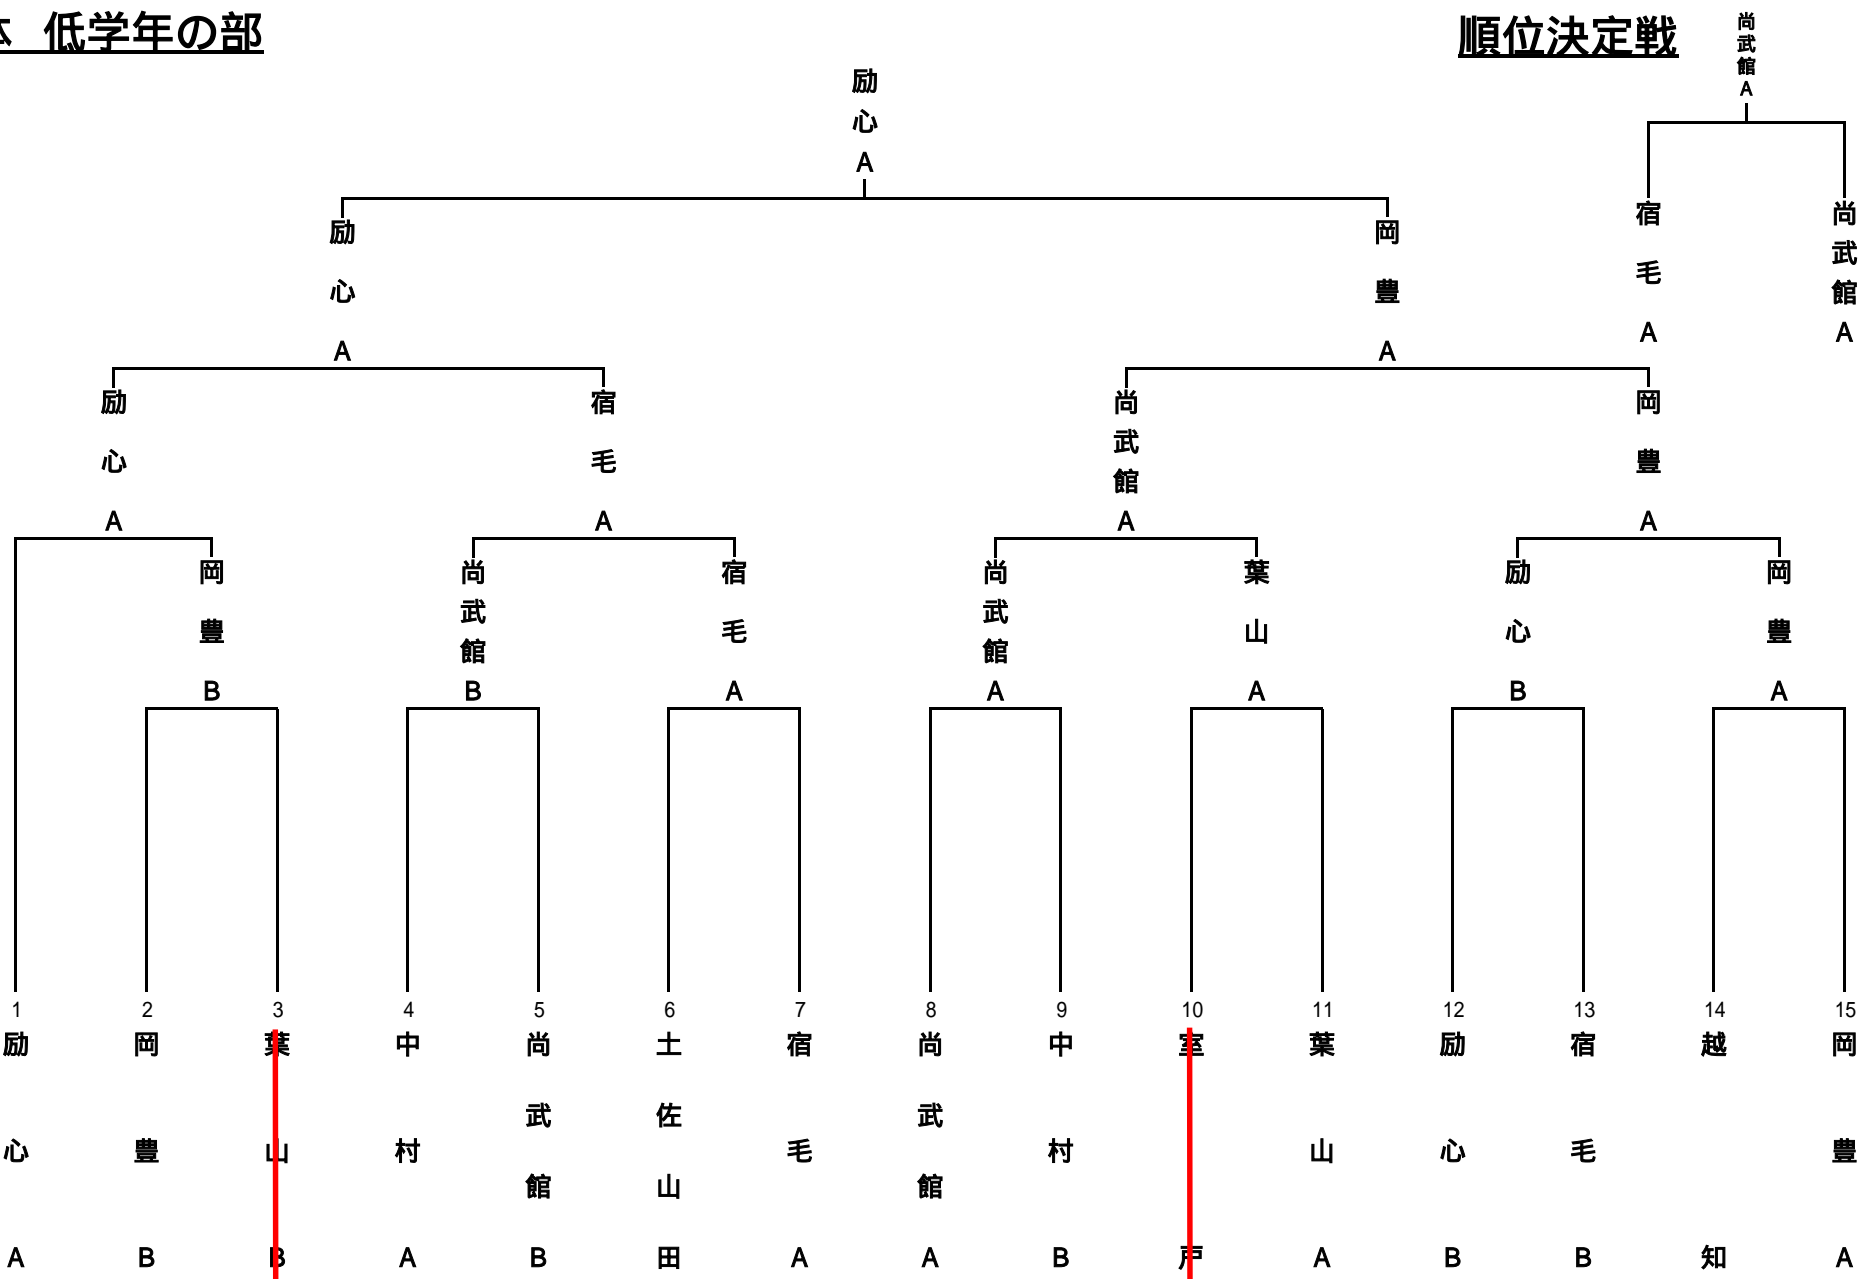 低学年の部
順位決定戦
尚武館A
励心A
宿毛A
尚武館A
励心A
岡豊A
励心A
宿毛A
尚武館A
岡豊A
岡豊B
尚武館B
宿毛A
尚武館A
葉山A
励心B
岡豊A
1 2 3 4 5 6 7 8 9 10 11 12 13 14 15
励心A
岡豊B
葉山B
中村A
尚武館B
土佐山田
宿毛A
尚武館A
中村B
室戸
葉山A
励心B
宿毛B
越知
岡豊A